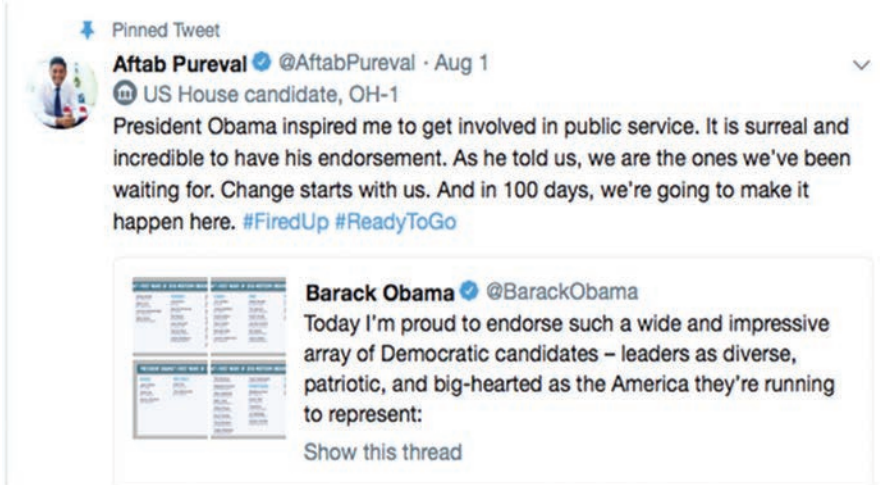 Pinned Tweet
Aftab Pureval @AftabPureval · Aug 1
US House candidate, OH-1
President Obama inspired me to get involved in public service. It is surreal and
incredible to have his endorsement. As he told us, we are the ones we've been
waiting for. Change starts with us. And in 100 days, we're going to make it
happen here. #FiredUp #ReadyToGo
Barack Obama @BarackObama
Today I'm proud to endorse such a wide and impressive
array of Democratic candidates – leaders as diverse,
patriotic, and big-hearted as the America they're running
to represent:
Show this thread